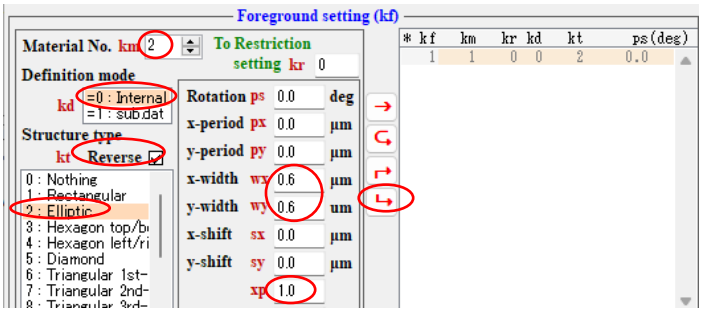 Foreground setting (kf)
Material No. km 2
To Restriction
setting kr 0
Definition mode
kd
=0 : Internal
=1 : sub.dat
Structure type
kt Reverse
0 : Nothing
1 : Rectangular
2 : Elliptic
3 : Hexagon top/b
4 : Hexagon left/ri
5 : Diamond
6 : Triangular 1st-
7 : Triangular 2nd-
8 : Triangular 3rd-
Rotation ps 0.0 deg
x-period px 0.0 μm
y-period py 0.0 μm
x-width wx 0.6 μm
y-width wy 0.6 um
x-shift sx 0.0 μm
y-shift sy 0.0 μm
xp 1.0
* kf km kr kd kt ps(deg)
1 1 0 0 2 0.0